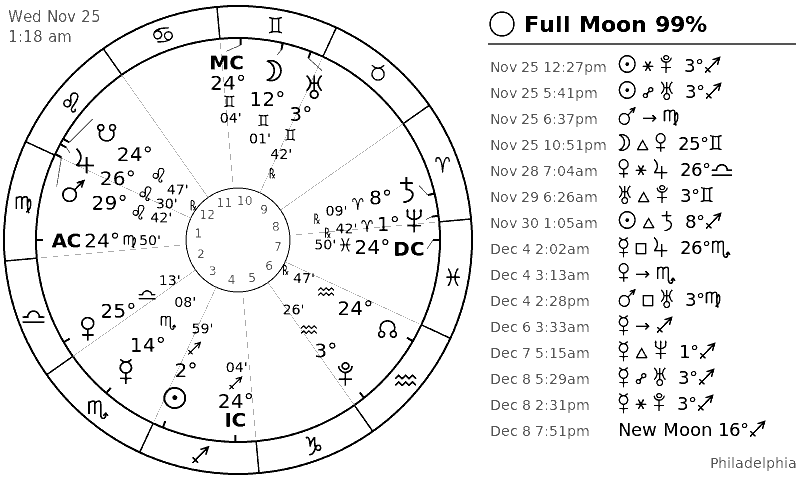 Wed Nov 25
1:18 am
MC
24°
♊
04'
☽
12°
♊
01'
♅
3°
♊
42'
℞
☋
24°
♌
47'
℞
♃
26°
♌
30'
♂
29°
♌
42'
AC 24° ♍ 50'
♄ 8° ♈ 09' ℞
♆ 1° ♈ 42' ℞
50' ♓ 24° DC
11 10
12 9
1 8
2 7
3 6
4 5
♀ 25° ♎ 13'
☿ 14° ♏ 08'
☉ 2° ♐ 59'
04'
♐
24°
IC
26'
♒
3°
♇
℞ 47'
♒
24°
☊
♋ ♊ ♉ ♈ ♓ ♒ ♑ ♐ ♏ ♎ ♍ ♌
Full Moon 99%
Nov 25 12:27pm ☉ ⚹ ♇ 3°♐
Nov 25 5:41pm ☉ ☍ ♅ 3°♐
Nov 25 6:37pm ♂ → ♍
Nov 25 10:51pm ☽ △ ♀ 25°♊
Nov 28 7:04am ♀ ⚹ ♃ 26°♎
Nov 29 6:26am ♅ △ ♇ 3°♊
Nov 30 1:05am ☉ △ ♄ 8°♐
Dec 4 2:02am ☿ □ ♃ 26°♏
Dec 4 3:13am ♀ → ♏
Dec 4 2:28pm ♂ □ ♅ 3°♍
Dec 6 3:33am ☿ → ♐
Dec 7 5:15am ☿ △ ♆ 1°♐
Dec 8 5:29am ☿ ☍ ♅ 3°♐
Dec 8 2:31pm ☿ ⚹ ♇ 3°♐
Dec 8 7:51pm New Moon 16°♐
Philadelphia